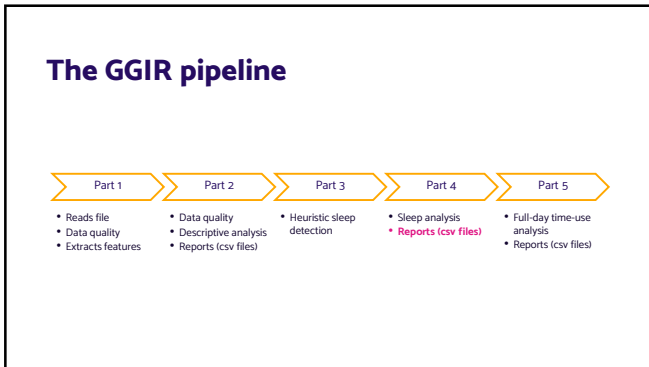 The GGIR pipeline
Part 1
Part 2
Part 3
Part 4
Part 5
• Reads file
• Data quality
• Extracts features
• Data quality
• Descriptive analysis
• Reports (csv files)
• Heuristic sleep
detection
• Sleep analysis
• Reports (csv files)
• Full-day time-use
analysis
• Reports (csv files)